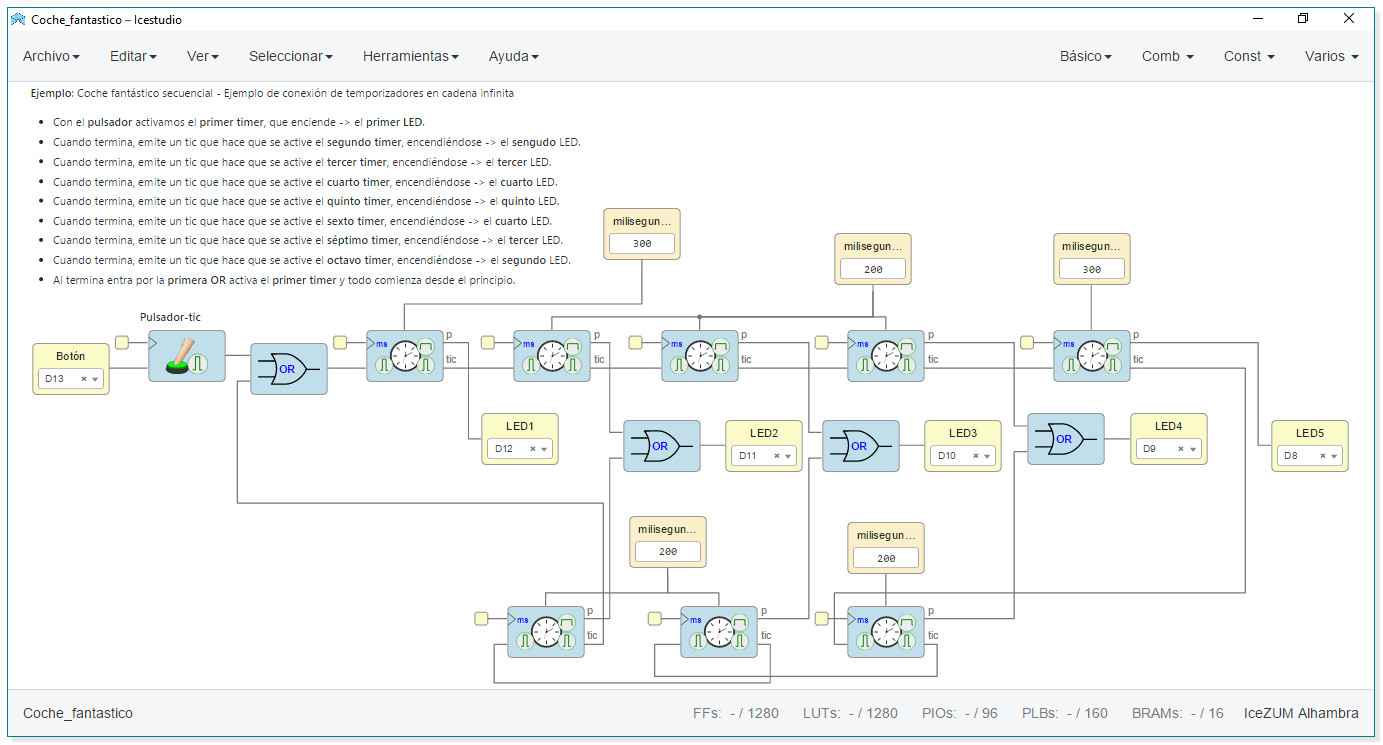 Coche_fantastico – Icestudio
Archivo Editar Ver Seleccionar Herramientas Ayuda Básico Comb Const Varios
Ejemplo: Coche fantástico secuencial - Ejemplo de conexión de temporizadores en cadena infinita
• Con el pulsador activamos el primer timer, que enciende -> el primer LED.
• Cuando termina, emite un tic que hace que se active el segundo timer, encendiéndose -> el sengudo LED.
• Cuando termina, emite un tic que hace que se active el tercer timer, encendiéndose -> el tercer LED.
• Cuando termina, emite un tic que hace que se active el cuarto timer, encendiéndose -> el cuarto LED.
• Cuando termina, emite un tic que hace que se active el quinto timer, encendiéndose -> el quinto LED.
• Cuando termina, emite un tic que hace que se active el sexto timer, encendiéndose -> el cuarto LED.
• Cuando termina, emite un tic que hace que se active el séptimo timer, encendiéndose -> el tercer LED.
• Cuando termina, emite un tic que hace que se active el octavo timer, encendiéndose -> el segundo LED.
• Al termina entra por la primera OR activa el primer timer y todo comienza desde el principio.
milisegun...
300
milisegun...
200
milisegun...
300
Pulsador-tic
Botón
D13
OR
ms p
tic
ms p
tic
ms p
tic
ms p
tic
ms p
tic
LED1
D12
OR
LED2
D11
OR
LED3
D10
OR
LED4
D9
LED5
D8
milisegun...
200
milisegun...
200
ms p
tic
ms p
tic
ms p
tic
Coche_fantastico FFs: - / 1280 LUTs: - / 1280 PIOs: - / 96 PLBs: - / 160 BRAMs: - / 16 IceZUM Alhambra